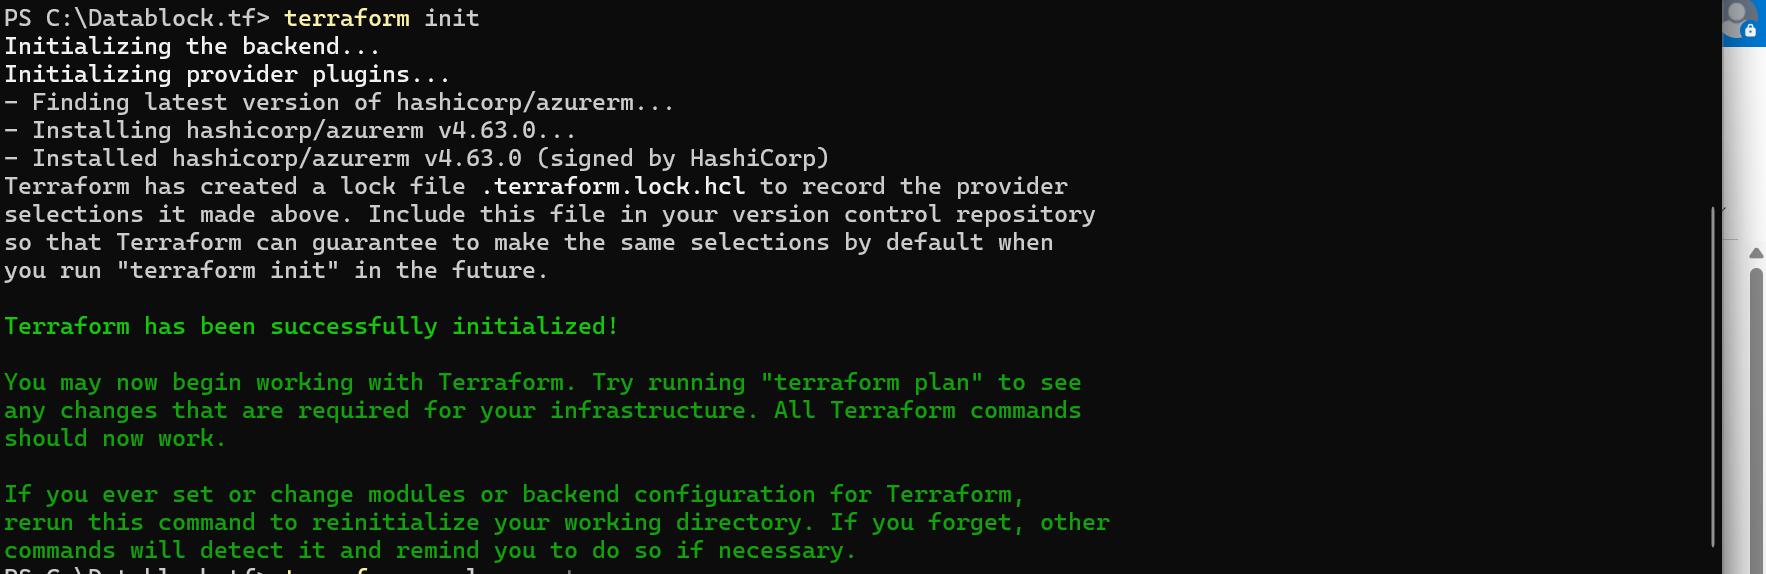 PS C:\Datablock.tf> terraform init
Initializing the backend...
Initializing provider plugins...
- Finding latest version of hashicorp/azurerm...
- Installing hashicorp/azurerm v4.63.0...
- Installed hashicorp/azurerm v4.63.0 (signed by HashiCorp)
Terraform has created a lock file .terraform.lock.hcl to record the provider
selections it made above. Include this file in your version control repository
so that Terraform can guarantee to make the same selections by default when
you run "terraform init" in the future.
Terraform has been successfully initialized!
You may now begin working with Terraform. Try running "terraform plan" to see
any changes that are required for your infrastructure. All Terraform commands
should now work.
If you ever set or change modules or backend configuration for Terraform,
rerun this command to reinitialize your working directory. If you forget, other
commands will detect it and remind you to do so if necessary.
PS C:\Datablock.tf> terraform